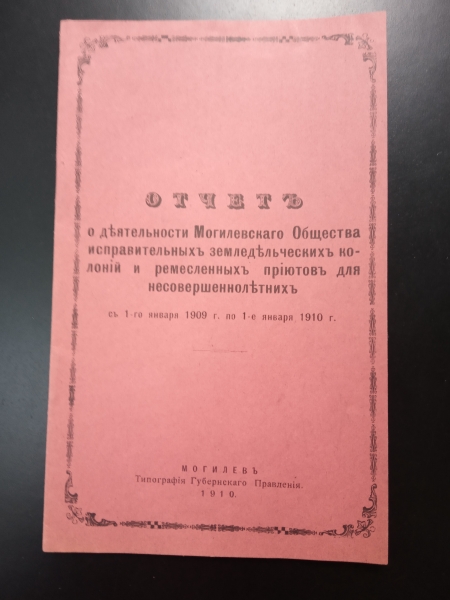 ОТЧЕТЪ
о дѣятельности Могилевскаго Общества
исправительныхъ земледѣльческихъ ко-
лоній и ремесленныхъ пріютовъ для
несовершеннолѣтнихъ
съ 1-го января 1909 г. по 1-е января 1910 г.
МОГИЛЕВЪ
Типографія Губернскаго Правленія.
1910.